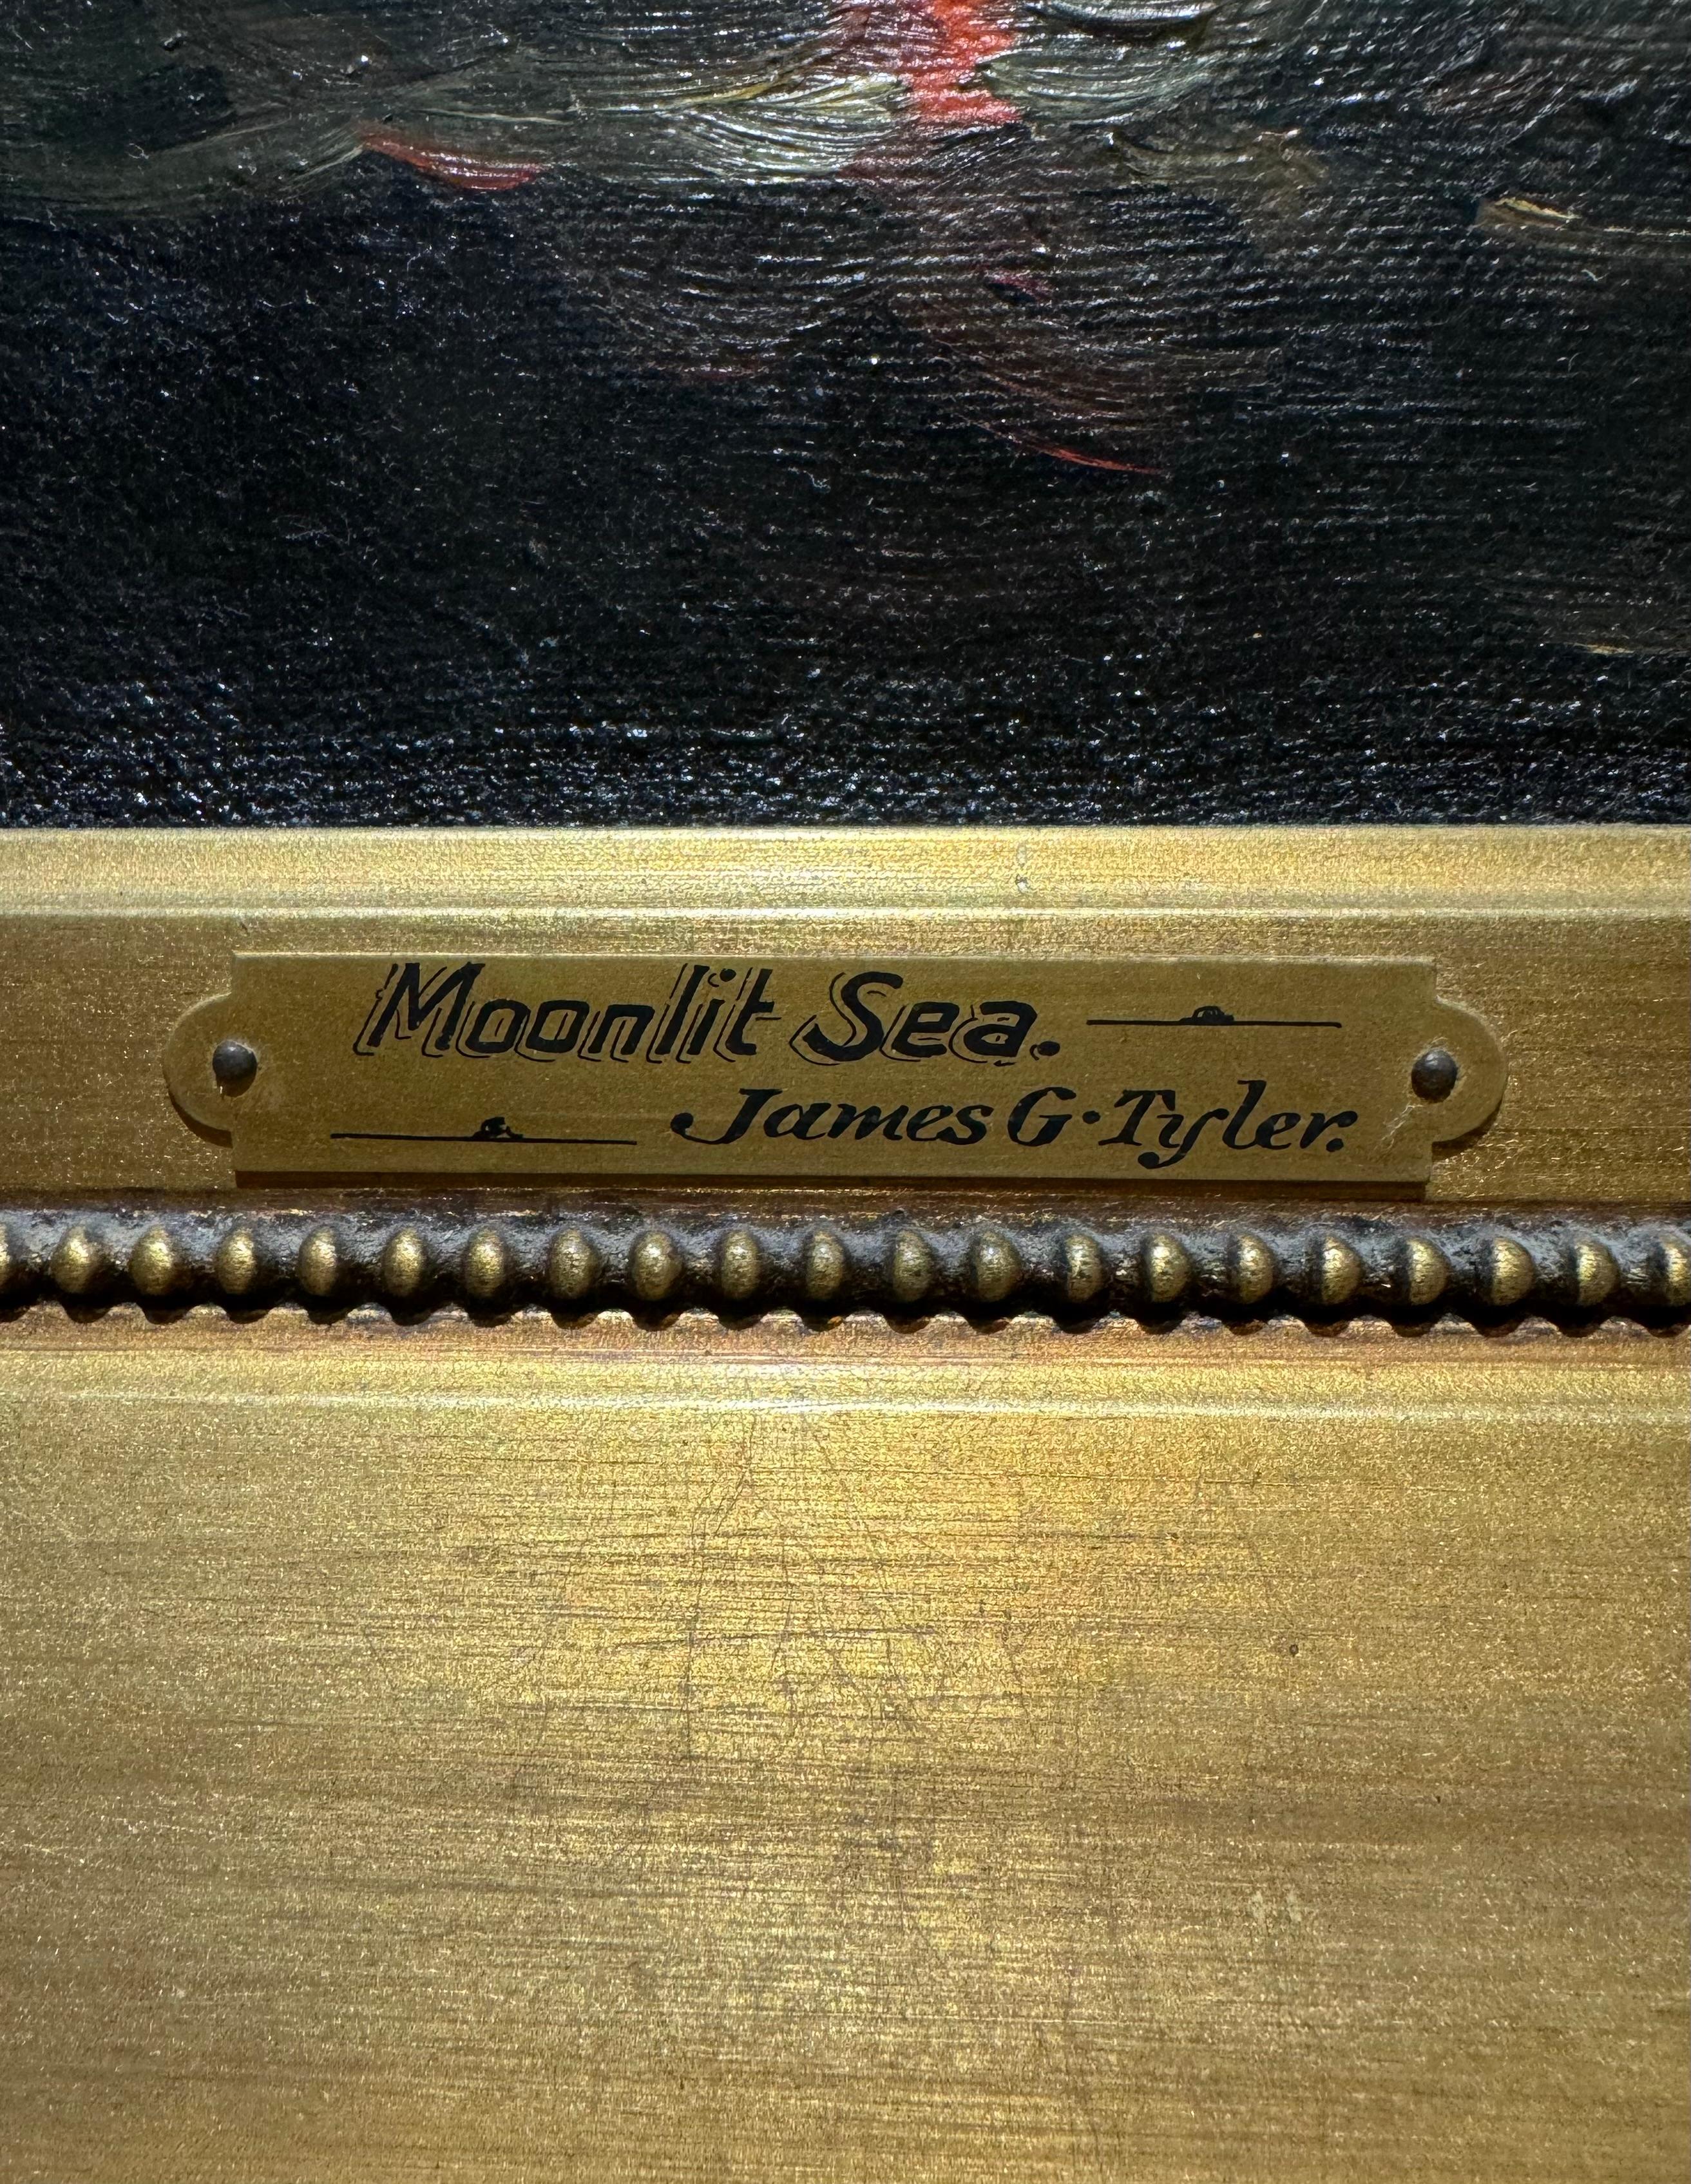 Moonlit Sea.
James G. Tyler.